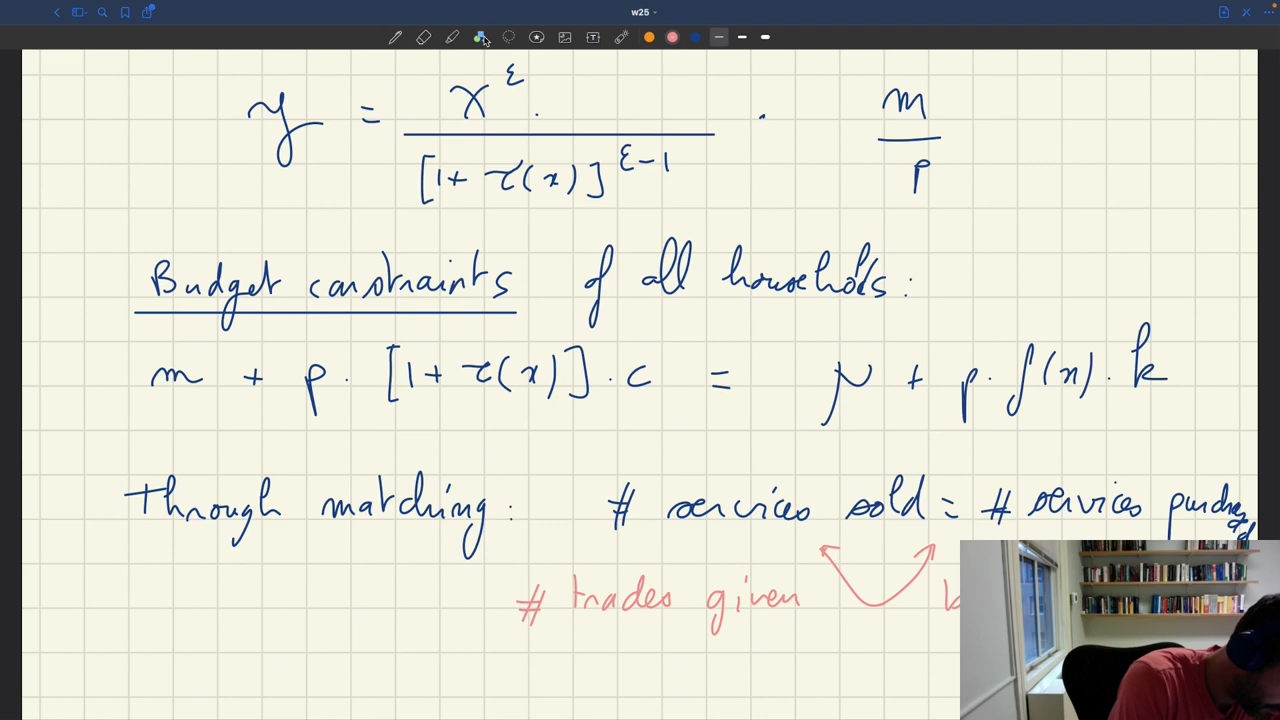 w25
y = x^ε / [1 + τ(x)]^(ε-1) · m / p
Budget constraints of all households:
m + p · [1 + τ(x)] · c = μ + p · f(x) · k
Through matching: # services sold = # services purchased
# trades given